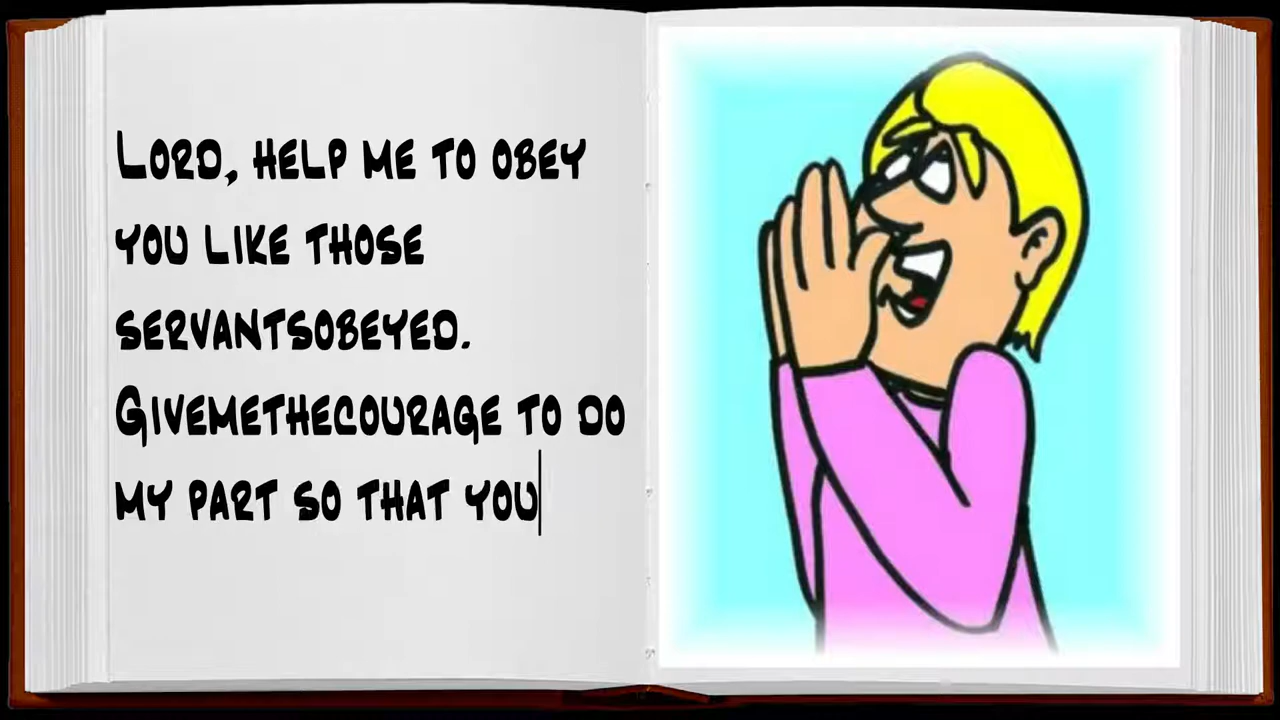 Lord, help me to obey
you like those
servantsobeyed.
Givemethecourage to do
my part so that you